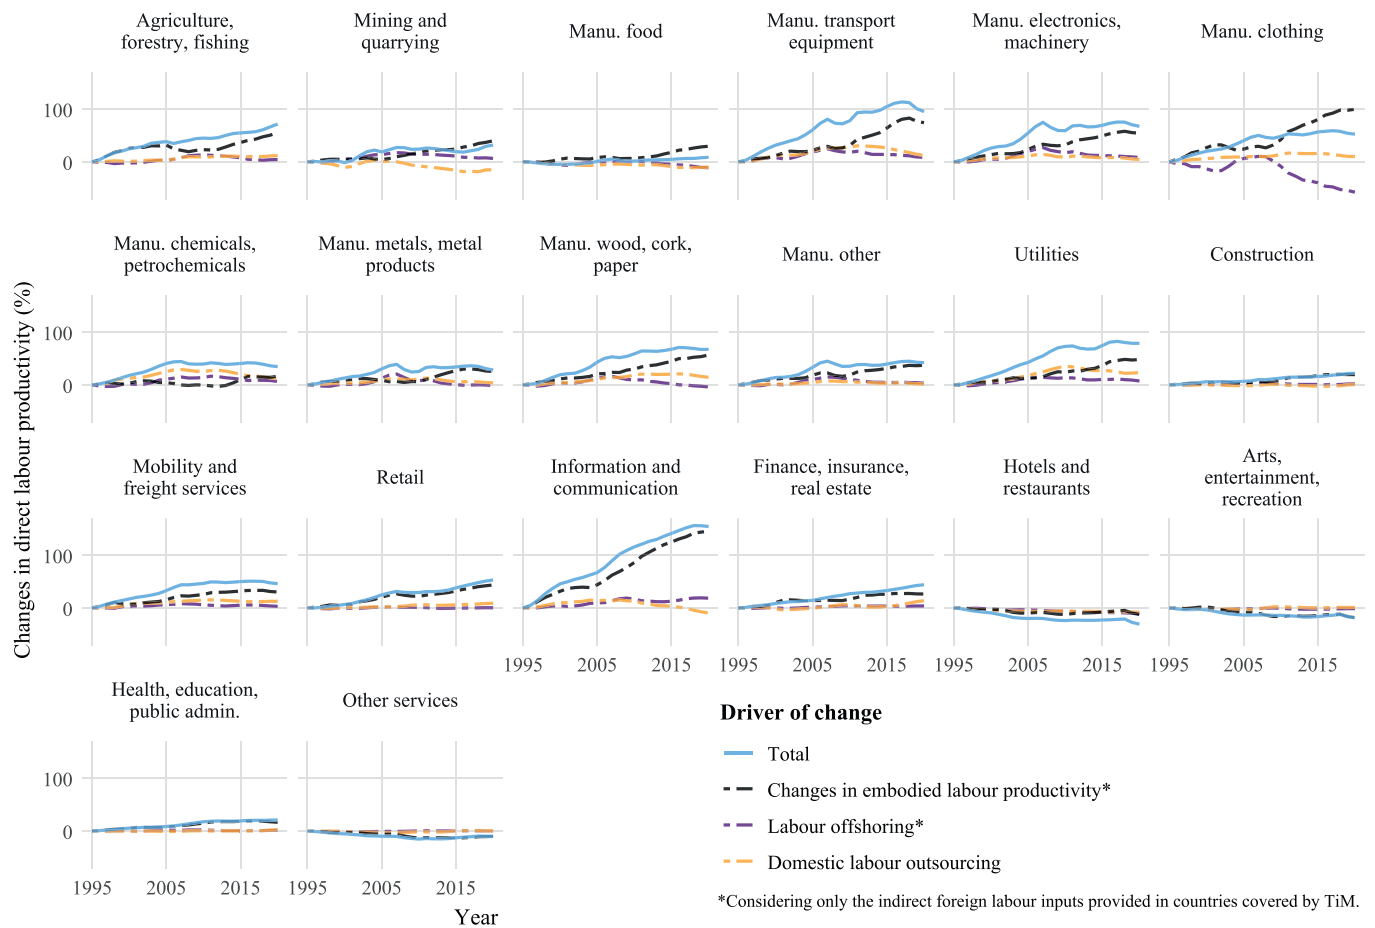 Agriculture,
forestry, fishing
Mining and
quarrying
Manu. food
Manu. transport
equipment
Manu. electronics,
machinery
Manu. clothing
100
0
Manu. chemicals,
petrochemicals
Manu. metals, metal
products
Manu. wood, cork,
paper
Manu. other
Utilities
Construction
100
0
Changes in direct labour productivity (%)
Mobility and
freight services
Retail
Information and
communication
Finance, insurance,
real estate
Hotels and
restaurants
Arts,
entertainment,
recreation
100
0
1995 2005 2015
1995 2005 2015
1995 2005 2015
1995 2005 2015
Health, education,
public admin.
Other services
100
0
1995 2005 2015
1995 2005 2015
Year
Driver of change
Total
Changes in embodied labour productivity*
Labour offshoring*
Domestic labour outsourcing
*Considering only the indirect foreign labour inputs provided in countries covered by TiM.